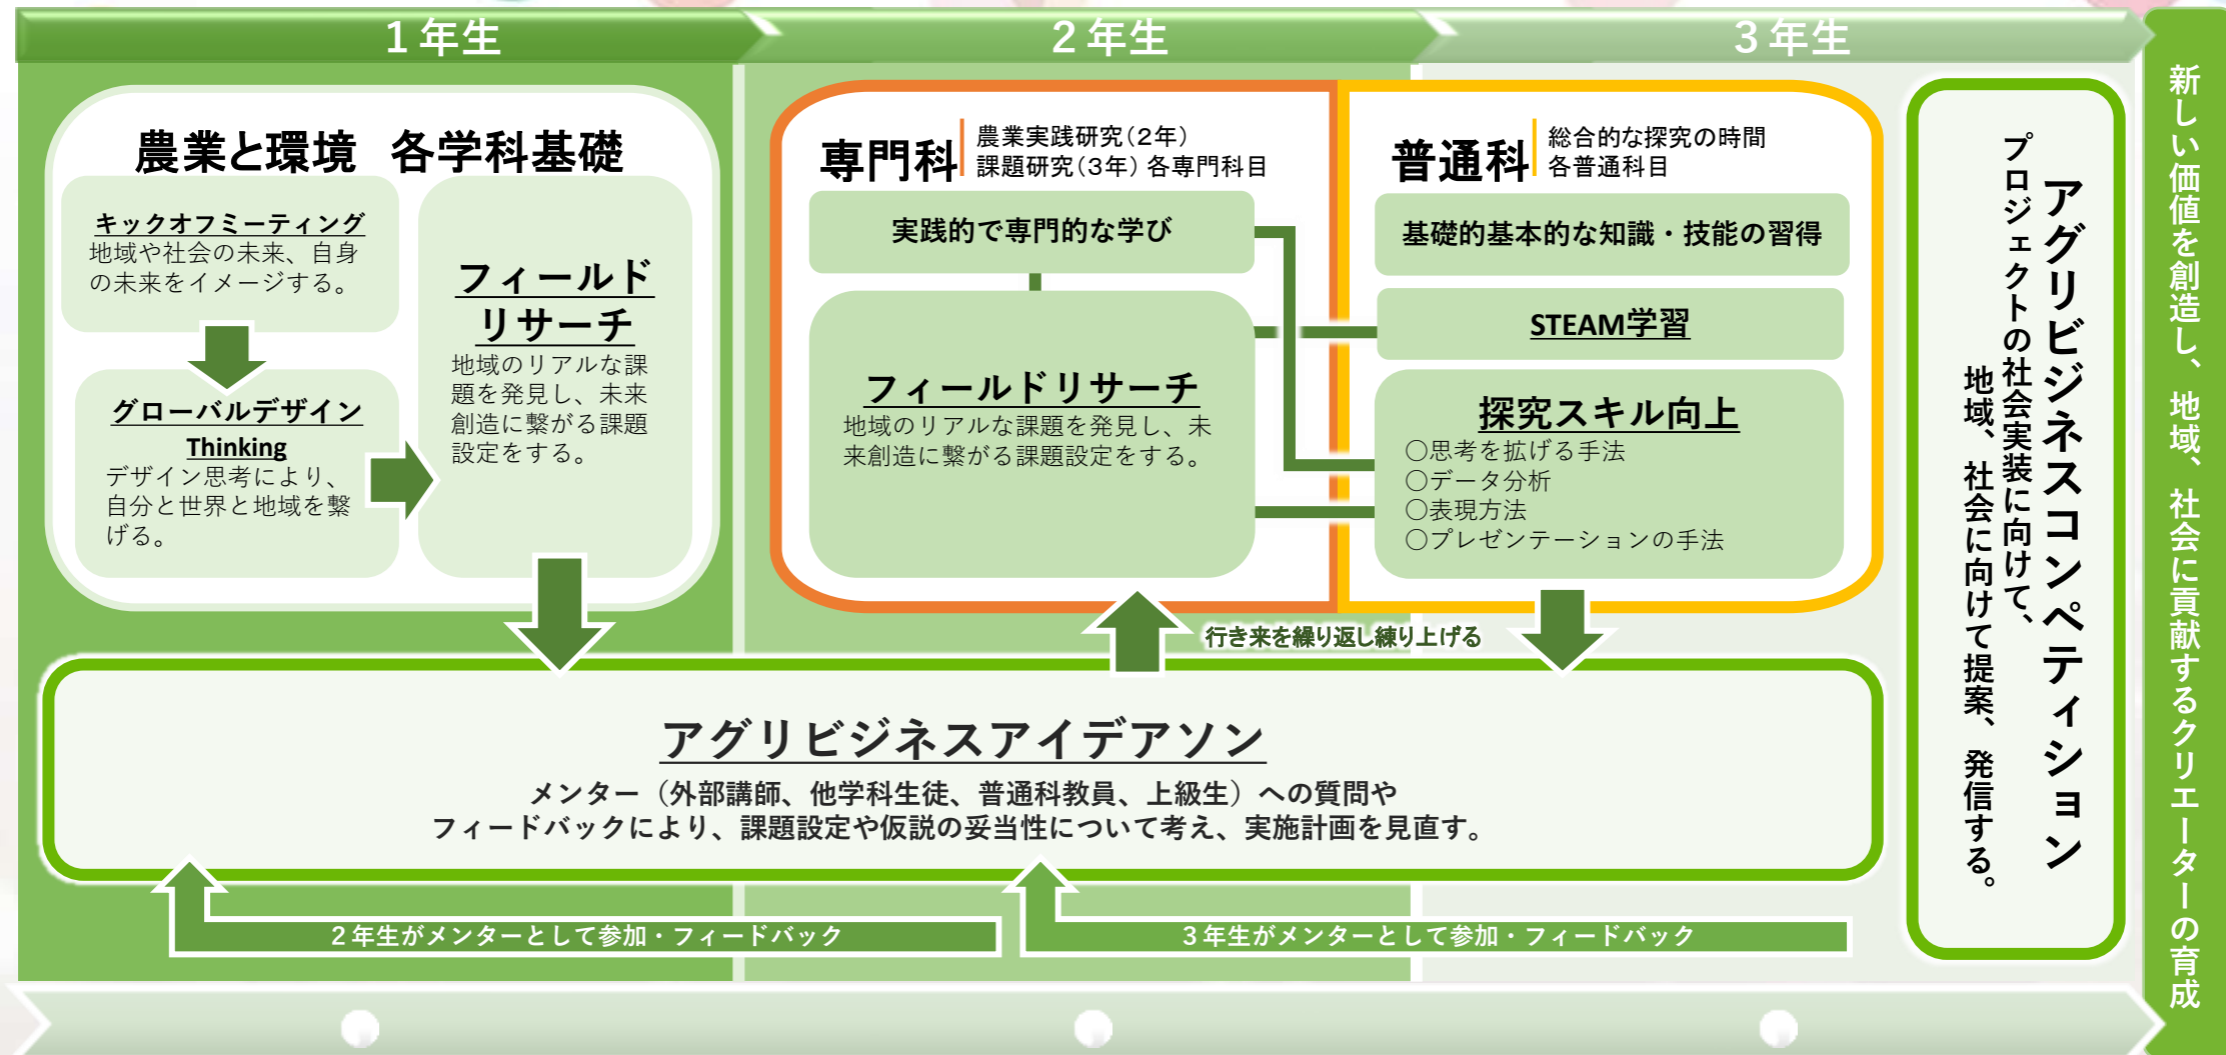 1年生
2年生
3年生
農業と環境 各学科基礎
キックオフミーティング
地域や社会の未来、自身
の未来をイメージする。
グローバルデザイン
Thinking
デザイン思考により、
自分と世界と地域を繋
げる。
フィールド
リサーチ
地域のリアルな課
題を発見し、未来
創造に繋がる課題
設定をする。
専門科
農業実践研究(2年)
課題研究(3年) 各専門科目
実践的で専門的な学び
フィールドリサーチ
地域のリアルな課題を発見し、未
来創造に繋がる課題設定をする。
普通科
総合的な探究の時間
各普通科目
基礎的基本的な知識・技能の習得
STEAM学習
探究スキル向上
○思考を拡げる手法
○データ分析
○表現方法
○プレゼンテーションの手法
行き来を繰り返し練り上げる
アグリビジネスアイデアソン
メンター（外部講師、他学科生徒、普通科教員、上級生）への質問や
フィードバックにより、課題設定や仮説の妥当性について考え、実施計画を見直す。
2年生がメンターとして参加・フィードバック
3年生がメンターとして参加・フィードバック
アグリビジネスコンペティション
プロジェクトの社会実装に向けて、
地域、社会に向けて提案、発信する。
新しい価値を創造し、地域、社会に貢献するクリエーターの育成